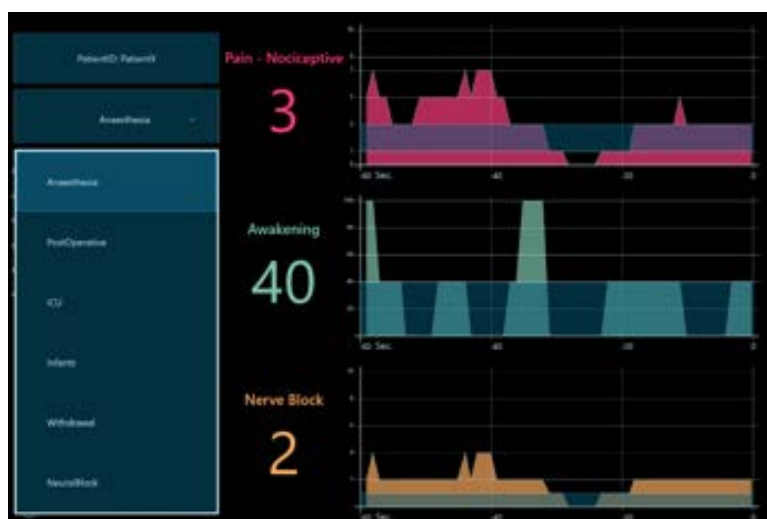 PatientID: PatientX
Anaesthesia
Anaesthesia
PostOperative
ICU
Infants
Withdrawal
NeuralBlock
Pain - Nociceptive
3
-60 Sec.
-40
-20
0
Awakening
40
-60 Sec.
-40
-20
0
Nerve Block
2
-60 Sec.
-40
-20
0